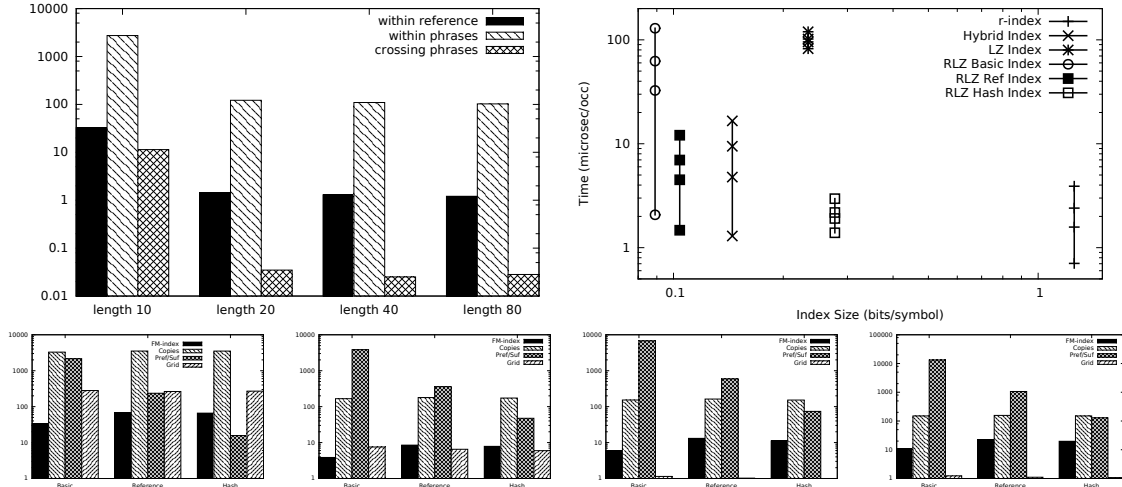 10000
1000
100
10
1
0.1
0.01
within reference
within phrases
crossing phrases
length 10 length 20 length 40 length 80
Time (microsec/occ)
100
10
1
r-index
Hybrid Index
LZ Index
RLZ Basic Index
RLZ Ref Index
RLZ Hash Index
0.1 1
Index Size (bits/symbol)
10000
1000
100
10
1
FM-index
Copies
Pref/Suf
Grid
Basic Reference Hash
10000
1000
100
10
1
FM-index
Copies
Pref/Suf
Grid
Basic Reference Hash
10000
1000
100
10
1
FM-index
Copies
Pref/Suf
Grid
Basic Reference Hash
100000
10000
1000
100
10
1
FM-index
Copies
Pref/Suf
Grid
Basic Reference Hash